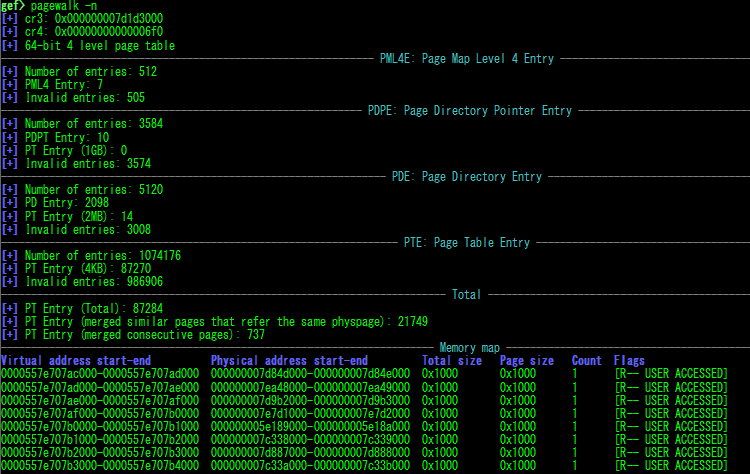 gef> pagewalk -n
[+] cr3: 0x000000007d1d3000
[+] cr4: 0x00000000000006f0
[+] 64-bit 4 level page table
PML4E: Page Map Level 4 Entry
[+] Number of entries: 512
[+] PML4 Entry: 7
[+] Invalid entries: 505
PDPE: Page Directory Pointer Entry
[+] Number of entries: 3584
[+] PDPT Entry: 10
[+] PT Entry (1GB): 0
[+] Invalid entries: 3574
PDE: Page Directory Entry
[+] Number of entries: 5120
[+] PD Entry: 2098
[+] PT Entry (2MB): 14
[+] Invalid entries: 3008
PTE: Page Table Entry
[+] Number of entries: 1074176
[+] PT Entry (4KB): 87270
[+] Invalid entries: 986906
Total
[+] PT Entry (Total): 87284
[+] PT Entry (merged similar pages that refer the same physpage): 21749
[+] PT Entry (merged consecutive pages): 737
Memory map
Virtual address start-end Physical address start-end Total size Page size Count Flags
0000557e707ac000-0000557e707ad000 000000007d84d000-000000007d84e000 0x1000 0x1000 1 [R-- USER ACCESSED]
0000557e707ad000-0000557e707ae000 000000007ea48000-000000007ea49000 0x1000 0x1000 1 [R-- USER ACCESSED]
0000557e707ae000-0000557e707af000 000000007d9b2000-000000007d9b3000 0x1000 0x1000 1 [R-- USER ACCESSED]
0000557e707af000-0000557e707b0000 000000007e7d1000-000000007e7d2000 0x1000 0x1000 1 [R-- USER ACCESSED]
0000557e707b0000-0000557e707b1000 000000005e189000-000000005e18a000 0x1000 0x1000 1 [R-- USER ACCESSED]
0000557e707b1000-0000557e707b2000 000000007c338000-000000007c339000 0x1000 0x1000 1 [R-- USER ACCESSED]
0000557e707b2000-0000557e707b3000 000000007d887000-000000007d888000 0x1000 0x1000 1 [R-- USER ACCESSED]
0000557e707b3000-0000557e707b4000 000000007c33a000-000000007c33b000 0x1000 0x1000 1 [R-- USER ACCESSED]